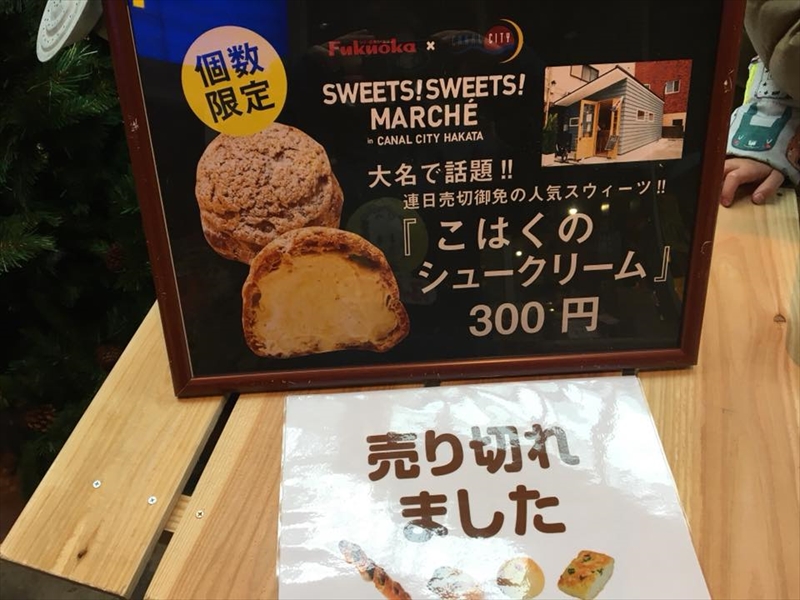 個数
限定
Fukuoka × CANAL CITY
SWEETS! SWEETS!
MARCHÉ
in CANAL CITY HAKATA
大名で話題!!
連日売切御免の人気スウィーツ!!
『こはくの
シュークリーム』
300円
売り切れ
ました